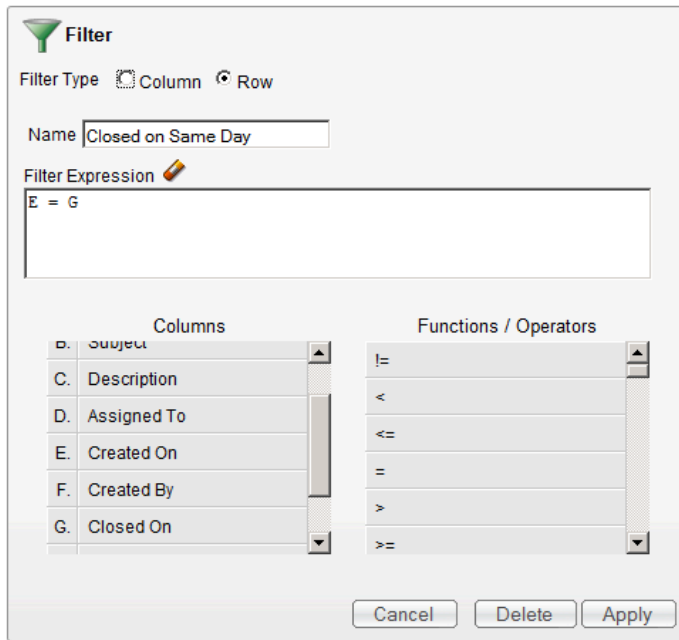 Filter
Filter Type Column Row
Name Closed on Same Day
Filter Expression
E = G
Columns
B. Subject
C. Description
D. Assigned To
E. Created On
F. Created By
G. Closed On
Functions / Operators
!=
<
<=
=
>
>=
Cancel Delete Apply